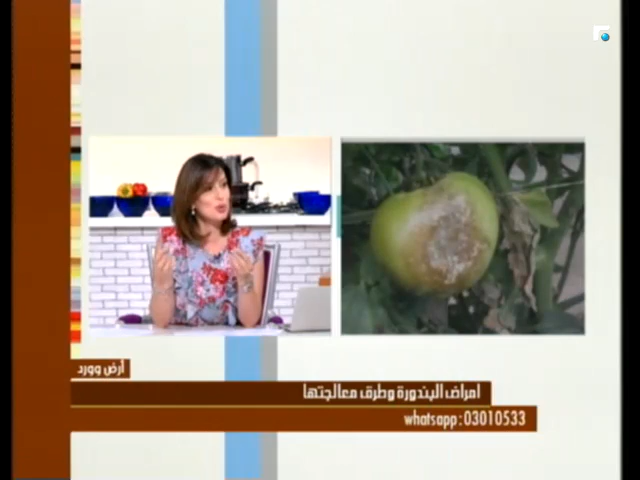 أرض وورد
امراض البندورة وطرق معالجتها
whatsapp: 03010533